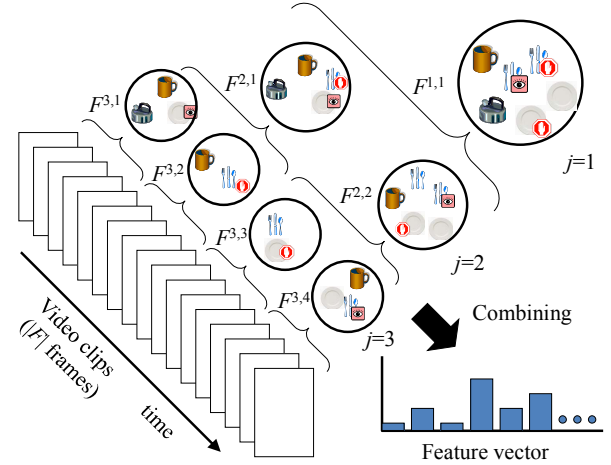 F^{1,1}
F^{2,1}
F^{3,1}
F^{3,2}
F^{2,2}
j=1
F^{3,3}
j=2
F^{3,4}
Combining
j=3
Video clips
(|F| frames)
time
Feature vector